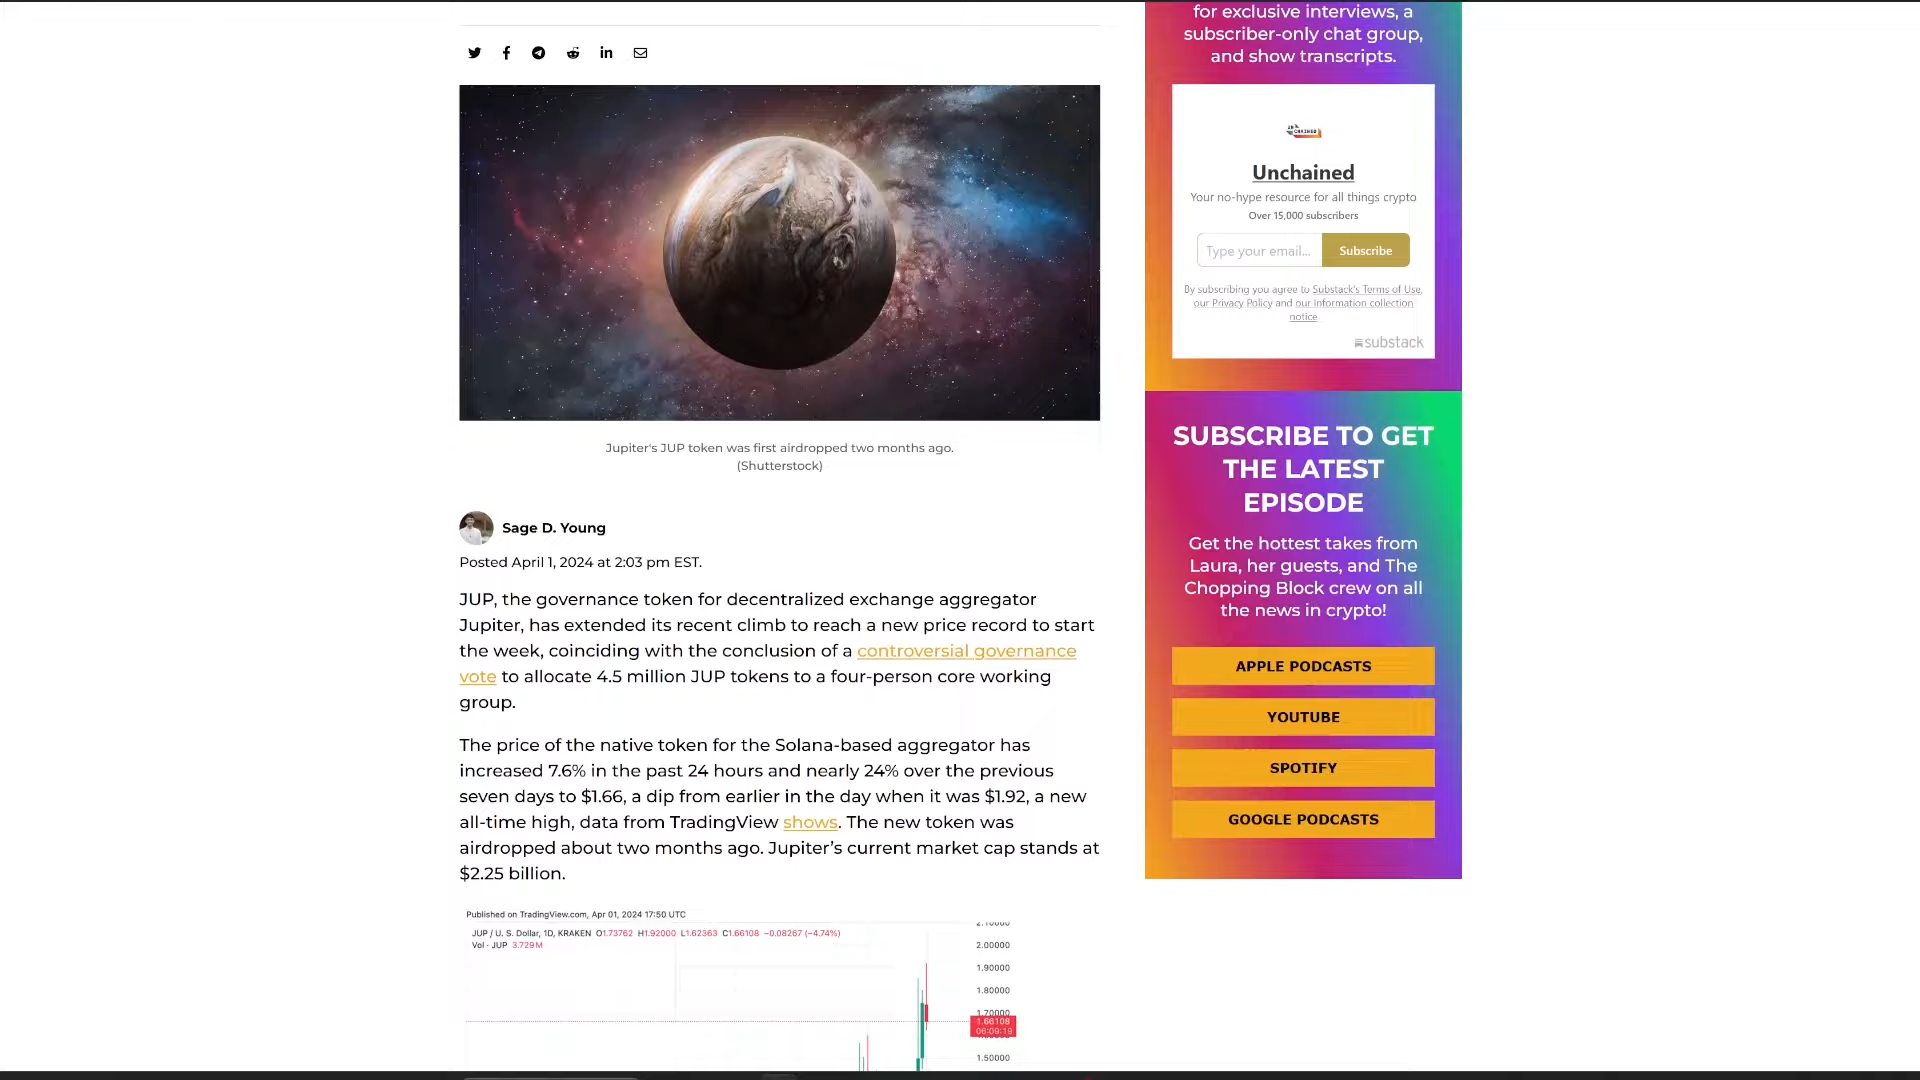 Jupiter's JUP token was first airdropped two months ago.
(Shutterstock)
Sage D. Young
Posted April 1, 2024 at 2:03 pm EST.
JUP, the governance token for decentralized exchange aggregator
Jupiter, has extended its recent climb to reach a new price record to start
the week, coinciding with the conclusion of a controversial governance
vote to allocate 4.5 million JUP tokens to a four-person core working
group.
The price of the native token for the Solana-based aggregator has
increased 7.6% in the past 24 hours and nearly 24% over the previous
seven days to $1.66, a dip from earlier in the day when it was $1.92, a new
all-time high, data from TradingView shows. The new token was
airdropped about two months ago. Jupiter’s current market cap stands at
$2.25 billion.
Published on TradingView.com, Apr 01, 2024 17:50 UTC
JUP / U. S. Dollar, 1D, KRAKEN O1.73762 H1.92000 L1.62363 C1.66108 −0.08267 (−4.74%)
Vol · JUP 3.729M
2.00000
1.90000
1.80000
1.70000
1.66108
06:09:19
1.50000
for exclusive interviews, a
subscriber-only chat group,
and show transcripts.
Unchained
Your no-hype resource for all things crypto
Over 15,000 subscribers
Type your email...
Subscribe
By subscribing you agree to Substack's Terms of Use,
our Privacy Policy and our Information collection
notice
substack
SUBSCRIBE TO GET
THE LATEST
EPISODE
Get the hottest takes from
Laura, her guests, and The
Chopping Block crew on all
the news in crypto!
APPLE PODCASTS
YOUTUBE
SPOTIFY
GOOGLE PODCASTS